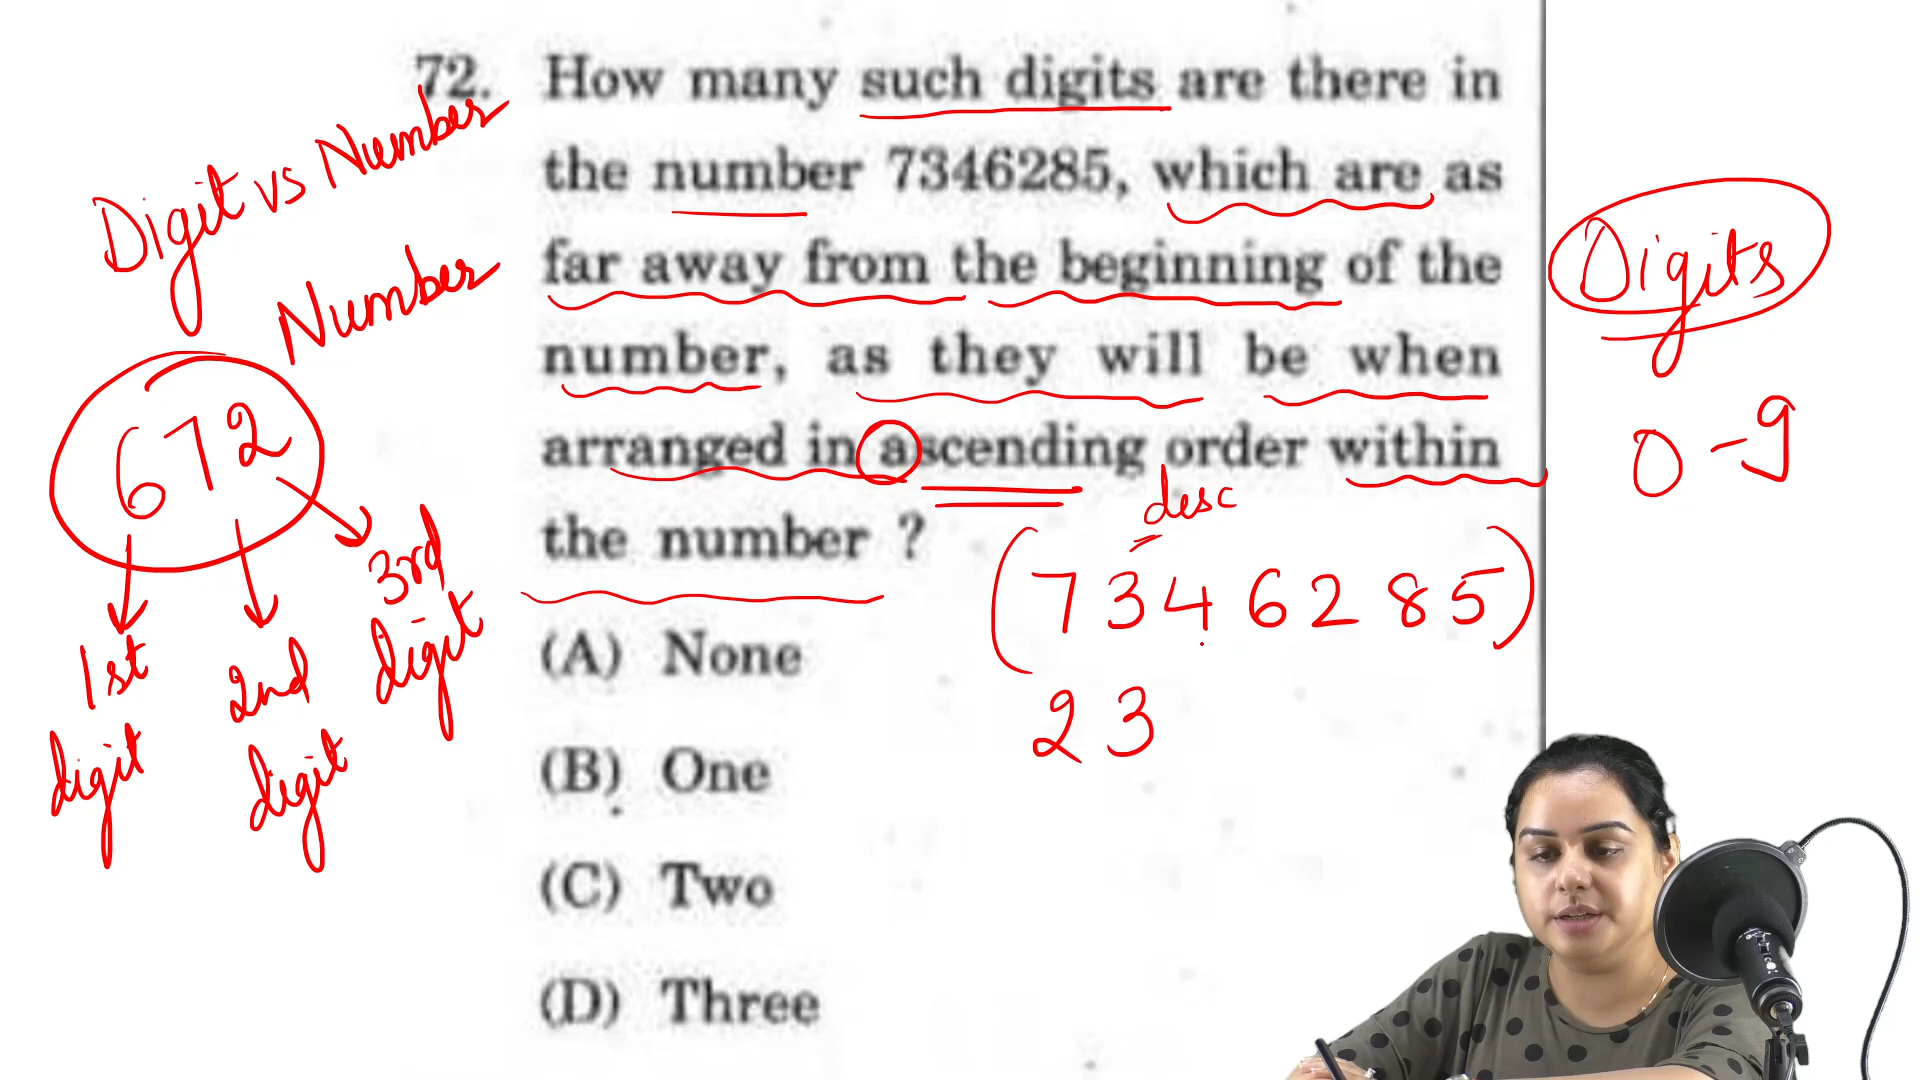 72. How many such digits are there in
the number 7346285, which are as
far away from the beginning of the
number, as they will be when
arranged in ascending order within
the number ?
(A) None
(B) One
(C) Two
(D) Three
Digit vs Number
Number
672
1st
digit
2nd
digit
3rd
digit
desc
(7346285)
23
Digits
0-9